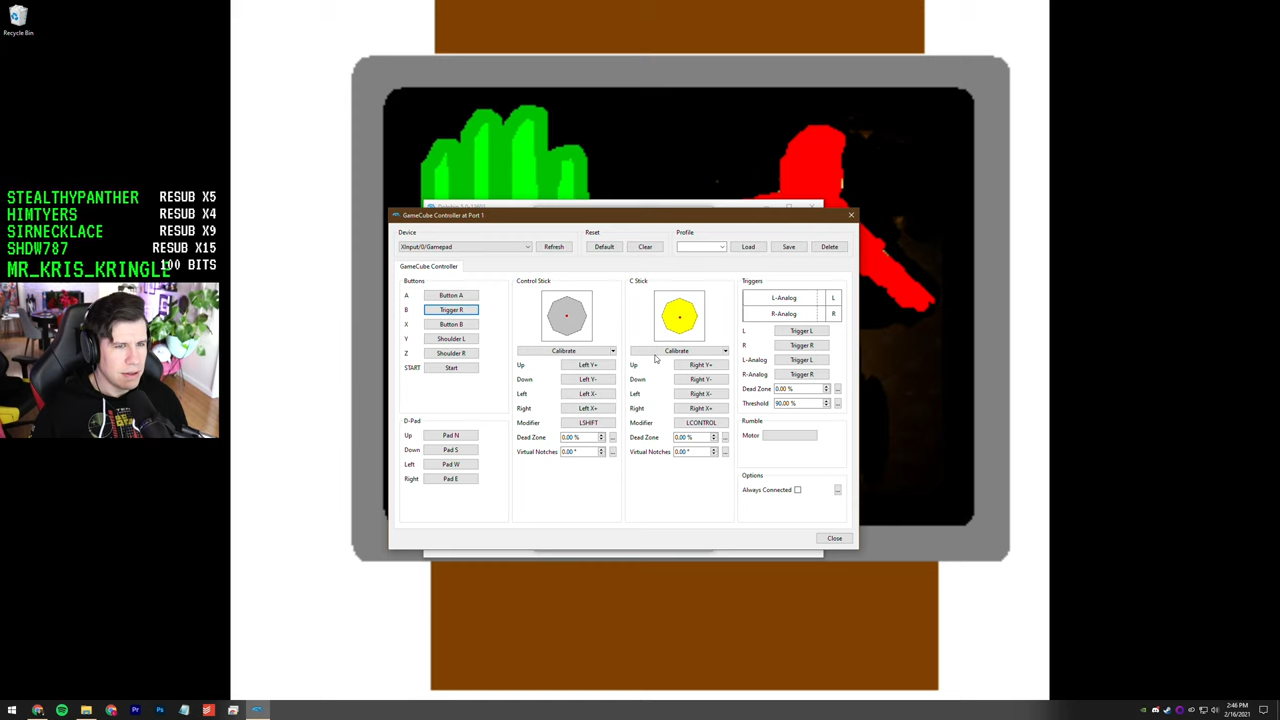 Recycle Bin
STEALTHYPANTHER RESUB X5
HIMTYERS RESUB X4
SIRNECKLACE RESUB X9
SHDW787 RESUB X15
MR_KRIS_KRINGLE 100 BITS
GameCube Controller at Port 1
Device
Reset
Profile
XInput/0/Gamepad
Refresh
Default
Clear
Load
Save
Delete
GameCube Controller
Buttons
A Button A
B Trigger R
X Button B
Y Shoulder L
Z Shoulder R
START Start
D-Pad
Up Pad N
Down Pad S
Left Pad W
Right Pad E
Control Stick
Calibrate
Up Left Y+
Down Left Y-
Left Left X-
Right Left X+
Modifier LSHIFT
Dead Zone 0.00 % ...
Virtual Notches 0.00 ° ...
C Stick
Calibrate
Up Right Y+
Down Right Y-
Left Right X-
Right Right X+
Modifier LCONTROL
Dead Zone 0.00 % ...
Virtual Notches 0.00 ° ...
Triggers
L-Analog L
R-Analog R
L Trigger L
R Trigger R
L-Analog Trigger L
R-Analog Trigger R
Dead Zone 0.00 % ...
Threshold 90.00 % ...
Rumble
Motor
Options
Always Connected ...
Close
2:46 PM
2/16/2021